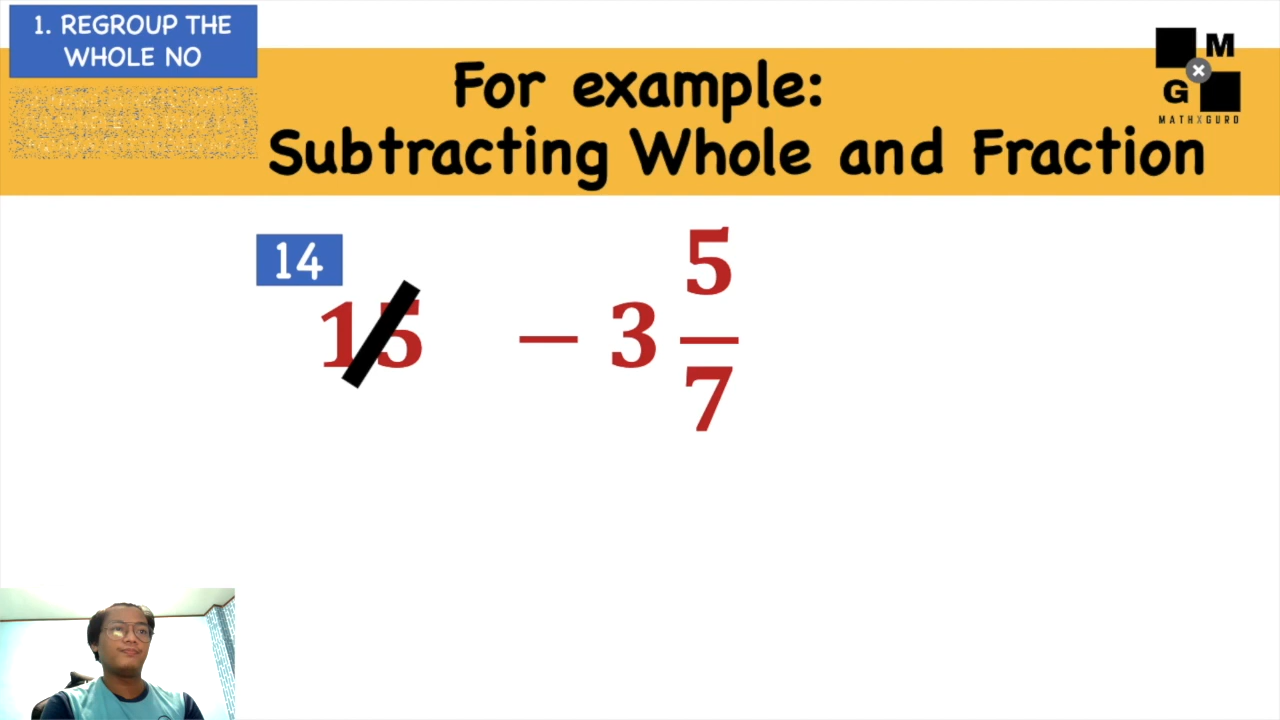 1. REGROUP THE
WHOLE NO
For example:
Subtracting Whole and Fraction
M
G
MATHXGURO
14
15 − 3 5/7